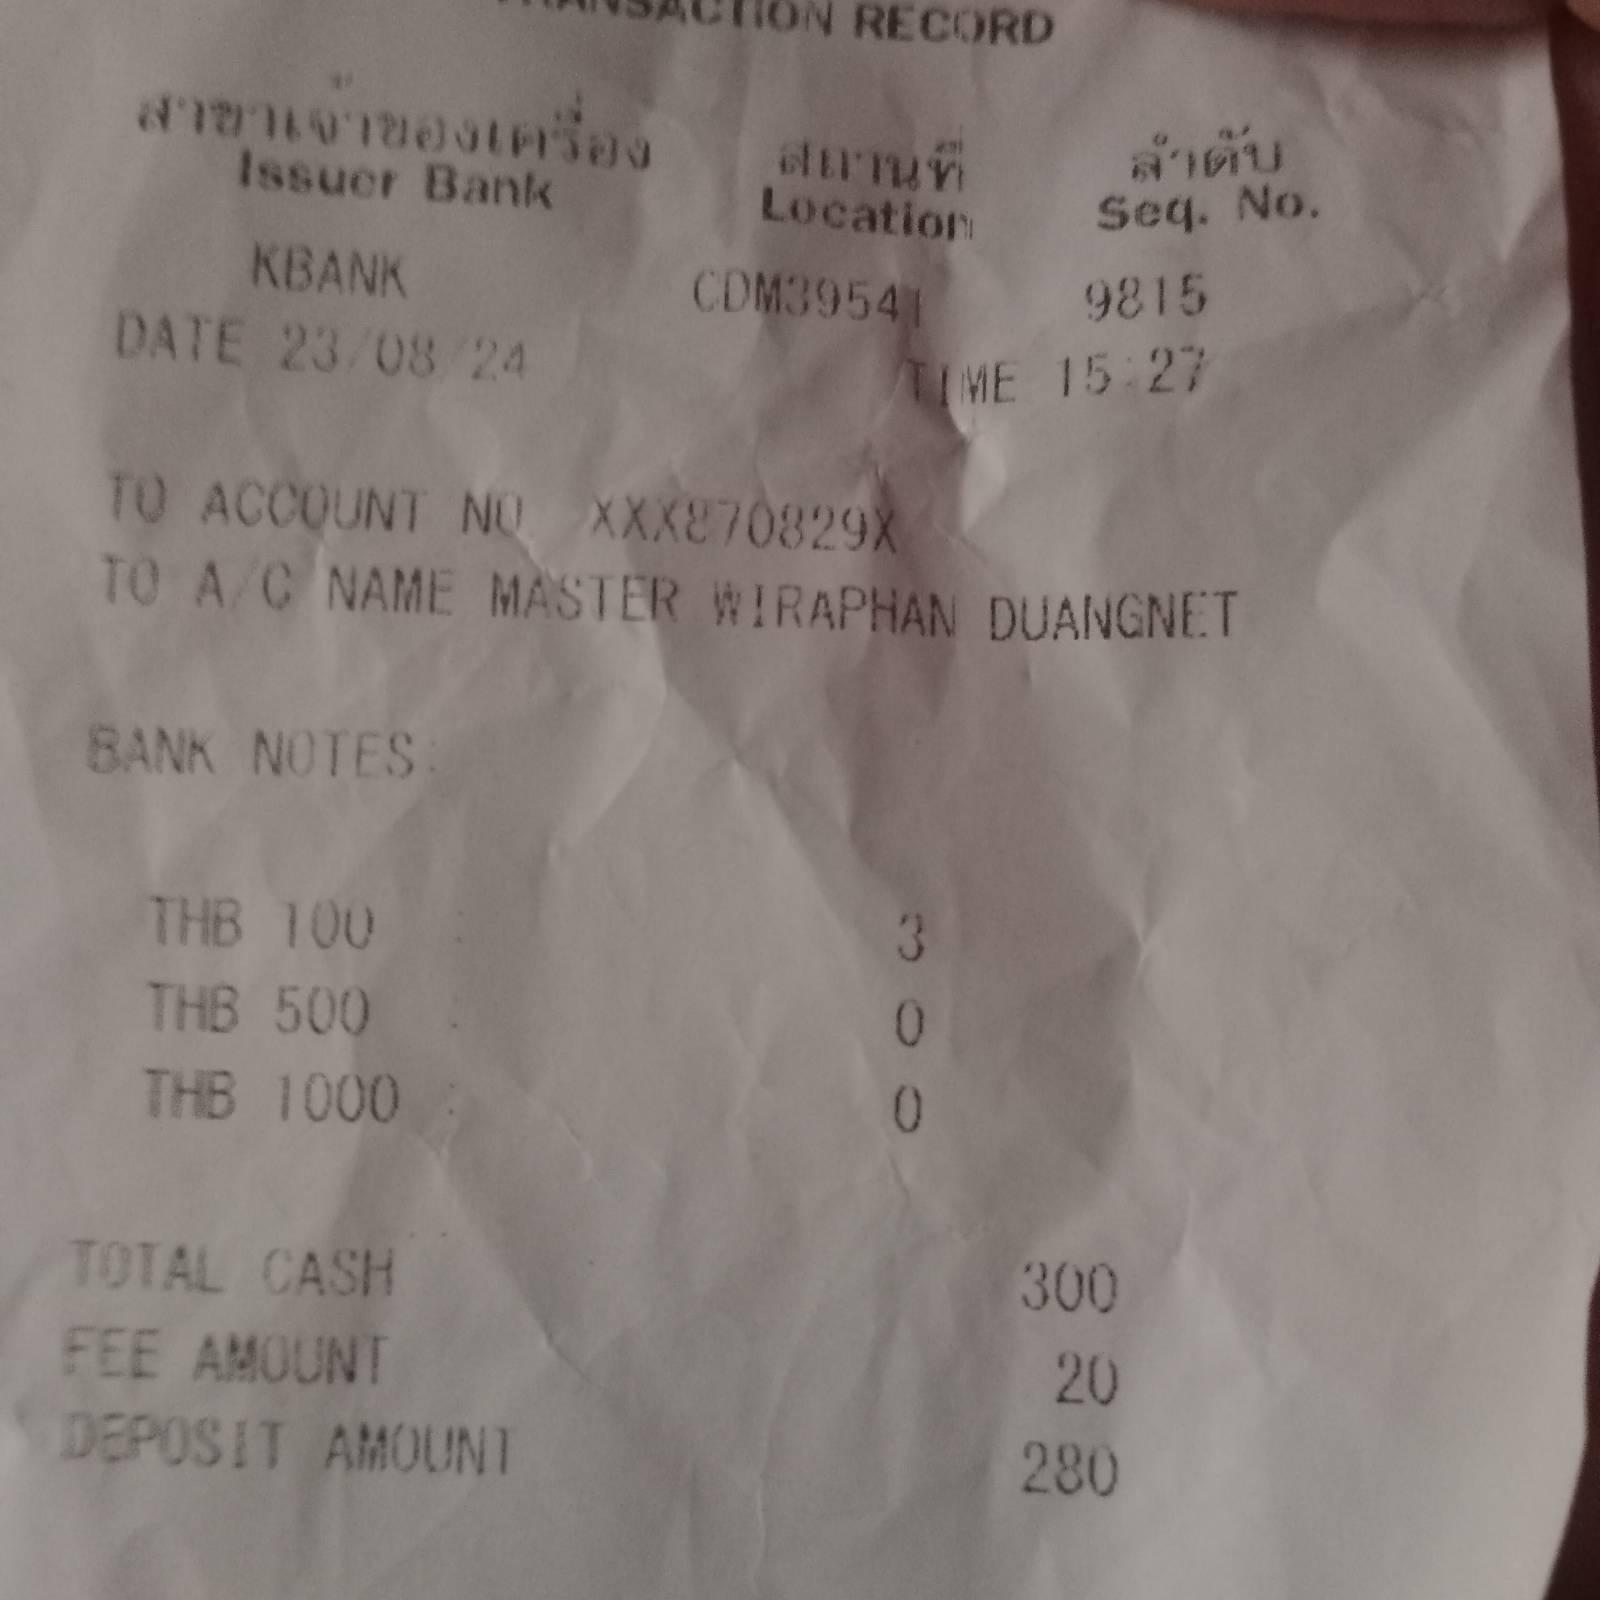 TRANSACTION RECORD
สาขาเจ้าของเครื่อง สถานที่ ลำดับ
Issuer Bank Location Seq. No.
KBANK CDM39541 9815
DATE 23/08/24 TIME 15:27
TO ACCOUNT NO. XXX870829X
TO A/C NAME MASTER WIRAPHAN DUANGNET
BANK NOTES:
THB 100 : 3
THB 500 : 0
THB 1000 : 0
TOTAL CASH 300
FEE AMOUNT 20
DEPOSIT AMOUNT 280